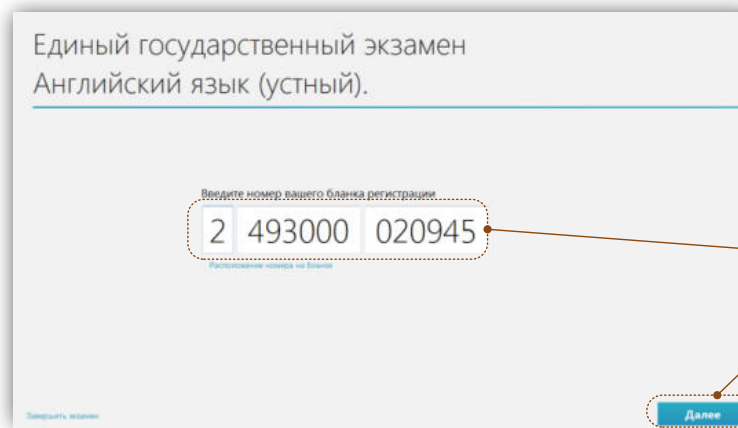 Единый государственный экзамен
Английский язык (устный).
Введите номер вашего бланка регистрации
2 493000 020945
Расположение номера на бланке
Завершить экзамен
Далее